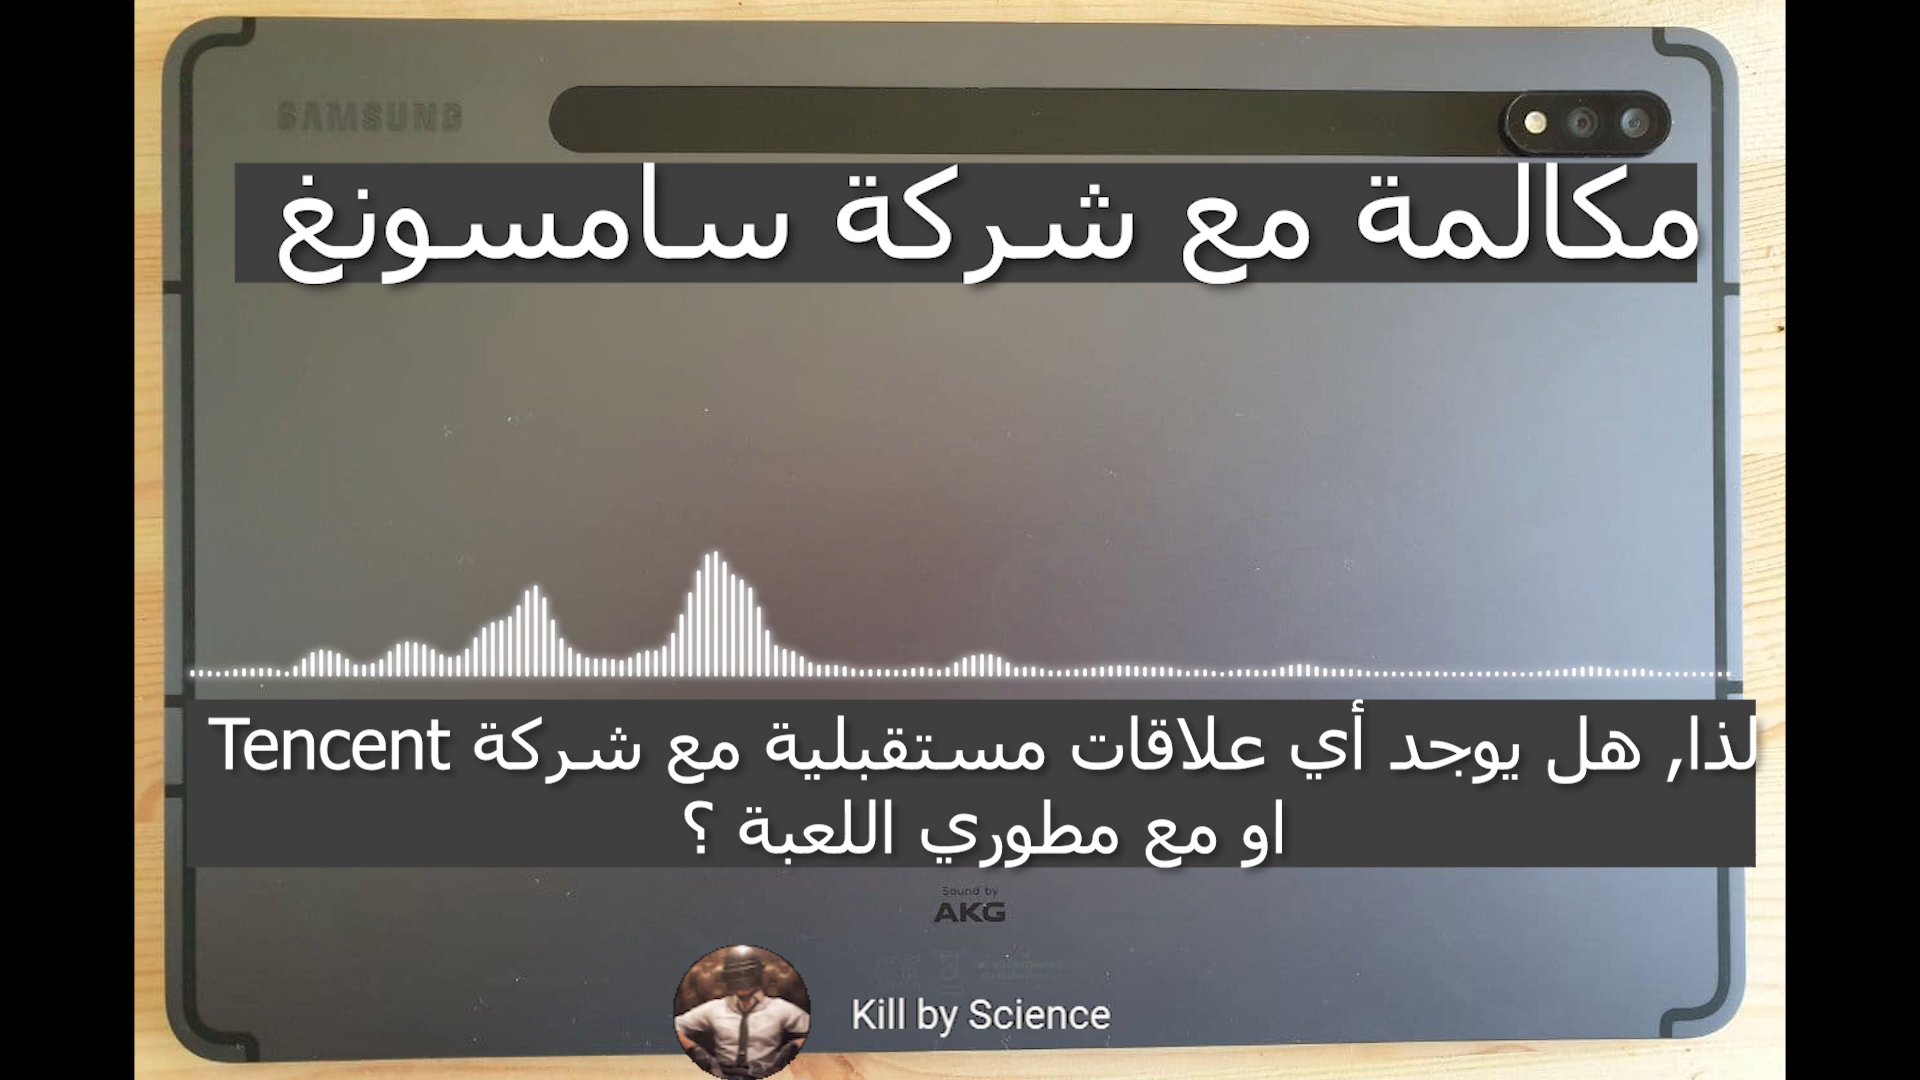 SAMSUNG
مكالمة مع شركة سامسونغ
لذا, هل يوجد أي علاقات مستقبلية مع شركة Tencent
او مع مطوري اللعبة ؟
Sound by
AKG
Kill by Science